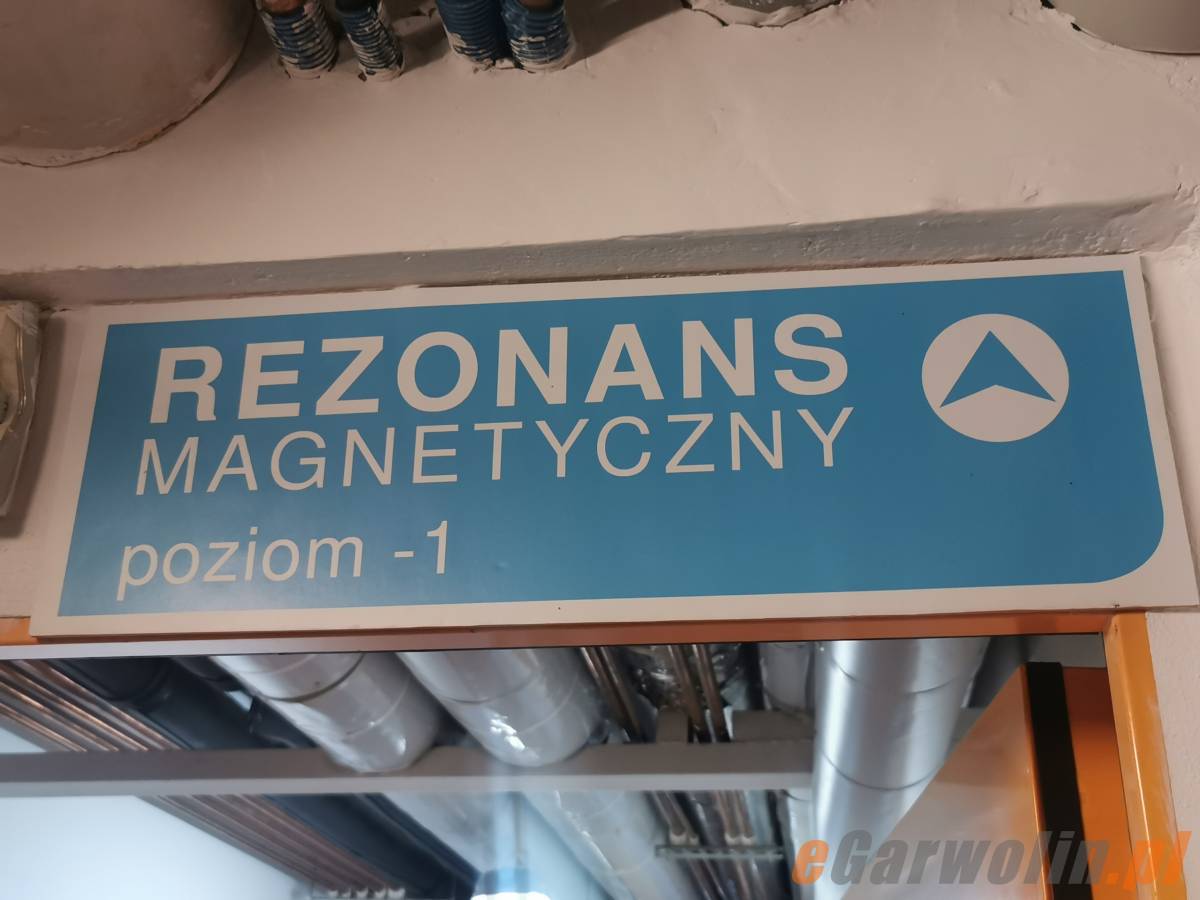 REZONANS
MAGNETYCZNY
poziom -1
eGarwolin.pl